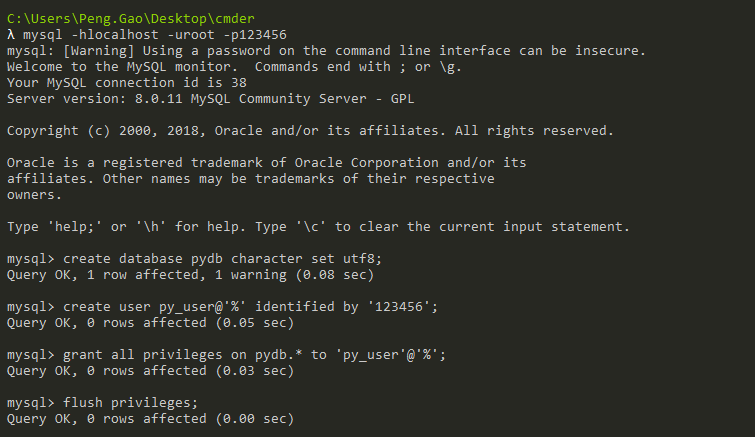 C:\Users\Peng.Gao\Desktop\cmder
λ mysql -hlocalhost -uroot -p123456
mysql: [Warning] Using a password on the command line interface can be insecure.
Welcome to the MySQL monitor.  Commands end with ; or \g.
Your MySQL connection id is 38
Server version: 8.0.11 MySQL Community Server - GPL
Copyright (c) 2000, 2018, Oracle and/or its affiliates. All rights reserved.
Oracle is a registered trademark of Oracle Corporation and/or its
affiliates. Other names may be trademarks of their respective
owners.
Type 'help;' or '\h' for help. Type '\c' to clear the current input statement.
mysql> create database pydb character set utf8;
Query OK, 1 row affected, 1 warning (0.08 sec)
mysql> create user py_user@'%' identified by '123456';
Query OK, 0 rows affected (0.05 sec)
mysql> grant all privileges on pydb.* to 'py_user'@'%';
Query OK, 0 rows affected (0.03 sec)
mysql> flush privileges;
Query OK, 0 rows affected (0.00 sec)